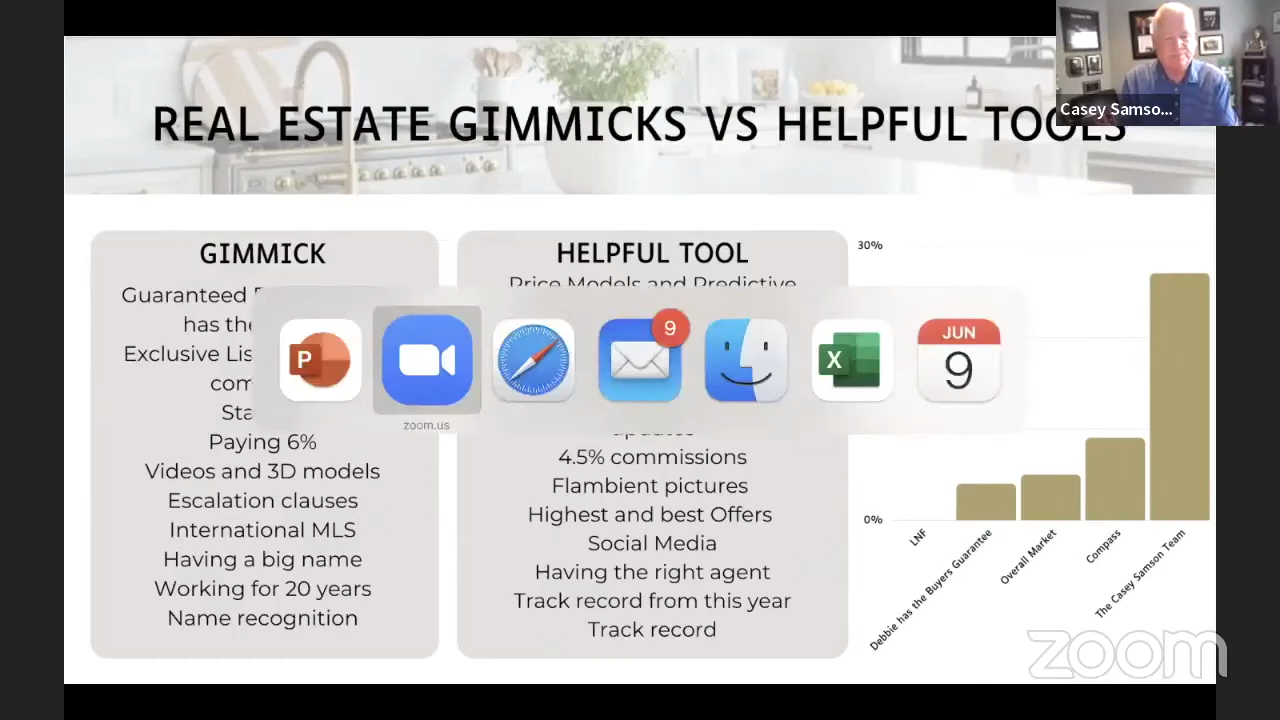 Casey Samso...
REAL ESTATE GIMMICKS VS HELPFUL TOOLS
GIMMICK
Guaranteed
has the
Exclusive Lis
com
Sta
Paying 6%
Videos and 3D models
Escalation clauses
International MLS
Having a big name
Working for 20 years
Name recognition
HELPFUL TOOL
Price Models and Predictive
updates
4.5% commissions
Flambient pictures
Highest and best Offers
Social Media
Having the right agent
Track record from this year
Track record
P
zoom.us
9
X
JUN
9
30%
0%
LNF
Debbie has the Buyers Guarantee
Overall Market
Compass
The Casey Samson Team
zoom